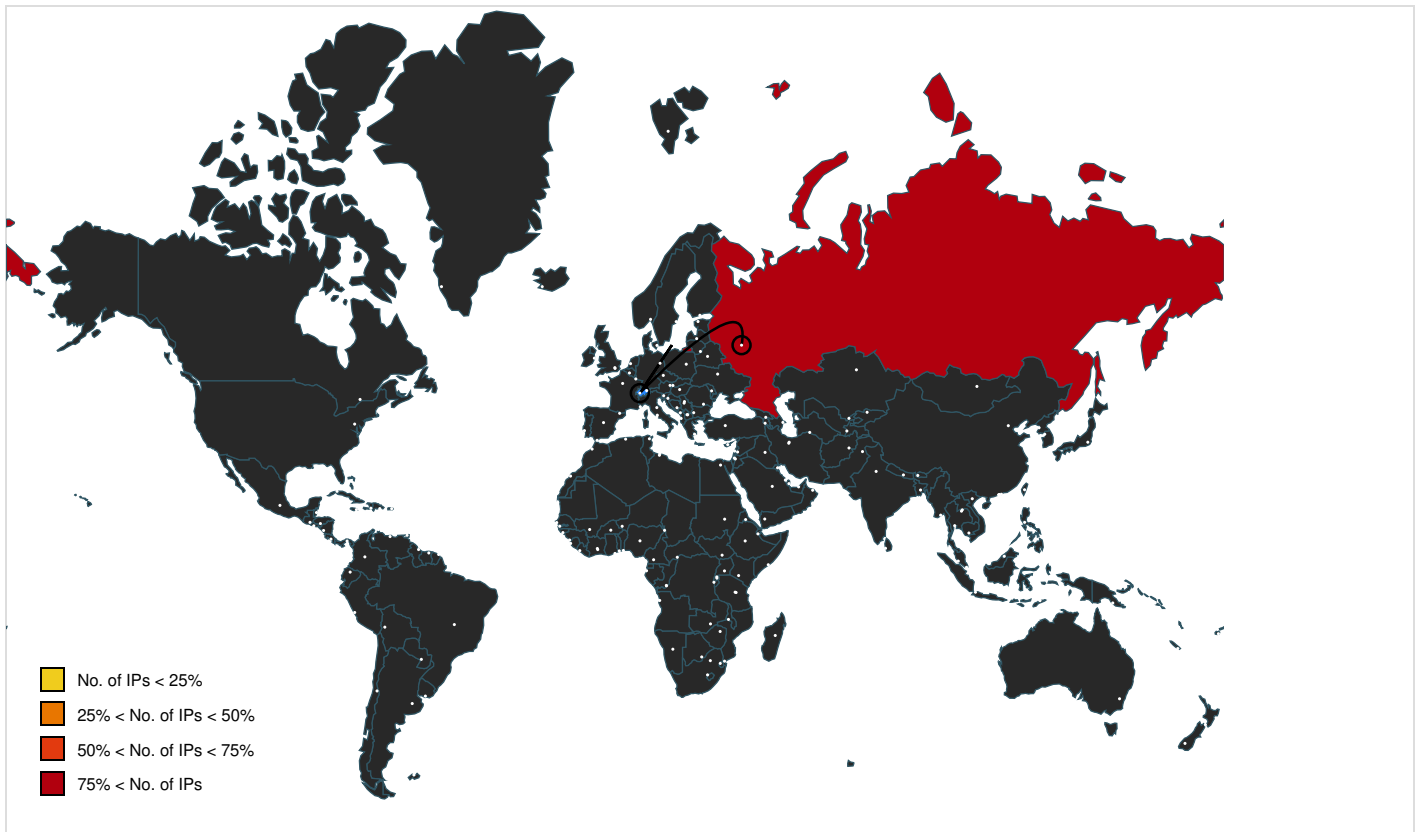 No. of IPs < 25%
25% < No. of IPs < 50%
50% < No. of IPs < 75%
75% < No. of IPs